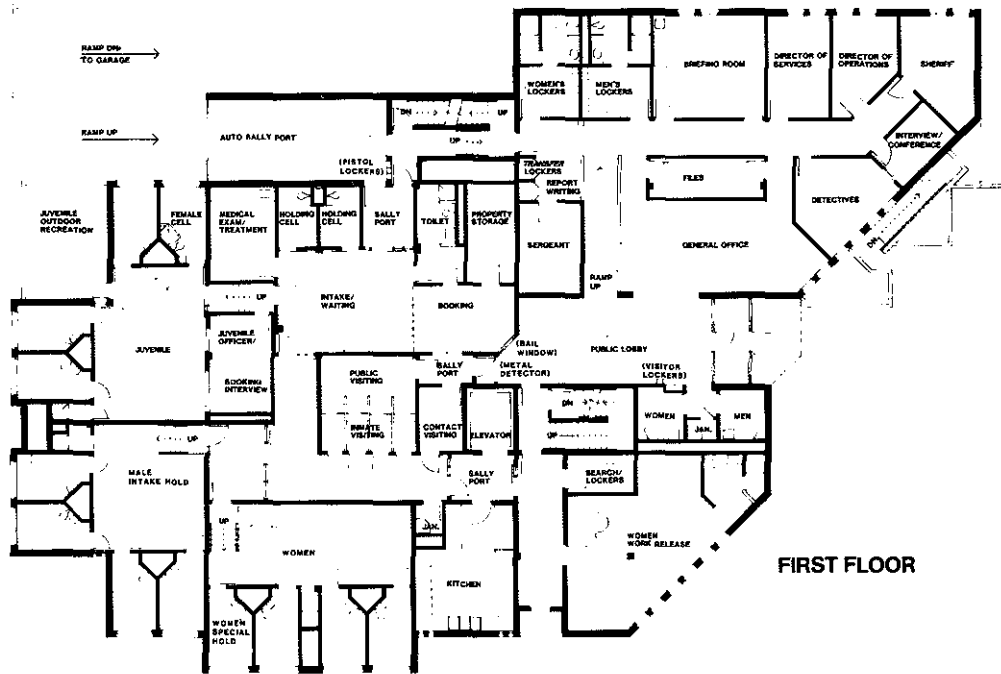 RAMP DN
TO GARAGE
RAMP UP
AUTO RALLY PORT
(PISTOL
LOCKERS)
DN
UP
UP
WOMEN'S
LOCKERS
MEN'S
LOCKERS
BRIEFING ROOM
DIRECTOR OF
SERVICES
DIRECTOR OF
OPERATIONS
SHERIFF
INTERVIEW/
CONFERENCE
TRANSFER
LOCKERS
REPORT
WRITING
FILES
DETECTIVES
DN
JUVENILE
OUTDOOR
RECREATION
FEMALE
CELL
MEDICAL
EXAM/
TREATMENT
HOLDING
CELL
HOLDING
CELL
SALLY
PORT
TOILET
PROPERTY
STORAGE
SERGEANT
GENERAL OFFICE
RAMP
UP
UP
INTAKE/
WAITING
BOOKING
JUVENILE
JUVENILE
OFFICER/
BOOKING
INTERVIEW
PUBLIC
VISITING
INMATE
VISITING
SALLY
PORT
(BAIL
WINDOW)
(METAL
DETECTOR)
PUBLIC LOBBY
(VISITOR
LOCKERS)
CONTACT
VISITING
ELEVATOR
DN
UP
WOMEN
JAN.
MEN
UP
MALE
INTAKE HOLD
SALLY
PORT
SEARCH/
LOCKERS
UP
WOMEN
JAN.
WOMEN
WORK RELEASE
KITCHEN
WOMEN
SPECIAL
HOLD
FIRST FLOOR